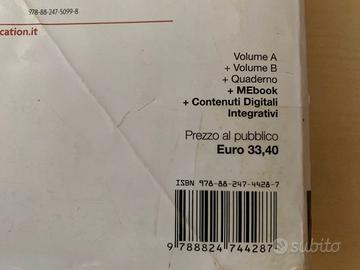 978-88-247-5099-8
cation.it
Volume A
+ Volume B
+ Quaderno
+ MEbook
+ Contenuti Digitali
Integrativi
Prezzo al pubblico
Euro 33,40
ISBN 978-88-247-4428-7
9 788824 744287
subito